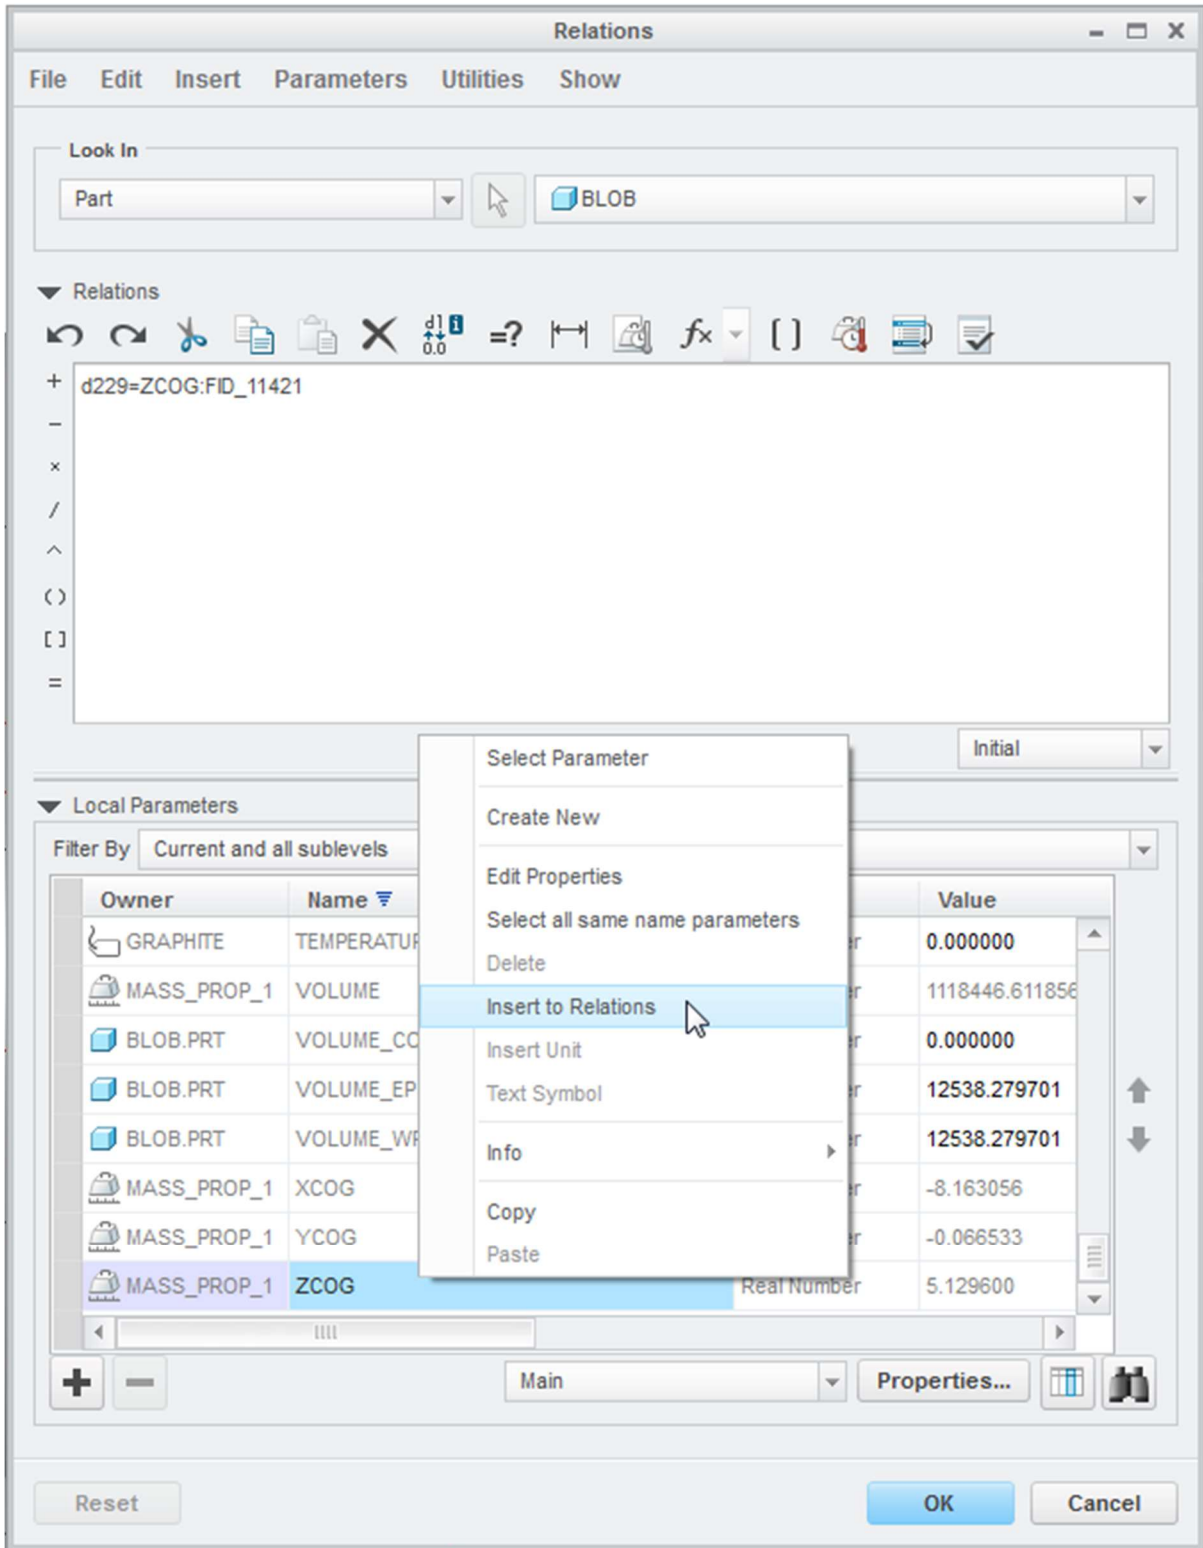 Relations
File Edit Insert Parameters Utilities Show
Look In
Part BLOB
Relations
d229=ZCOG:FID_11421
Initial
Select Parameter
Create New
Edit Properties
Select all same name parameters
Delete
Insert to Relations
Insert Unit
Text Symbol
Info
Copy
Paste
Local Parameters
Filter By Current and all sublevels
Owner Name Value
GRAPHITE 0.000000
MASS_PROP_1 VOLUME 1118446.611856
BLOB.PRT 0.000000
BLOB.PRT 12538.279701
BLOB.PRT 12538.279701
MASS_PROP_1 XCOG -8.163056
MASS_PROP_1 YCOG -0.066533
MASS_PROP_1 ZCOG Real Number 5.129600
Main Properties...
Reset OK Cancel